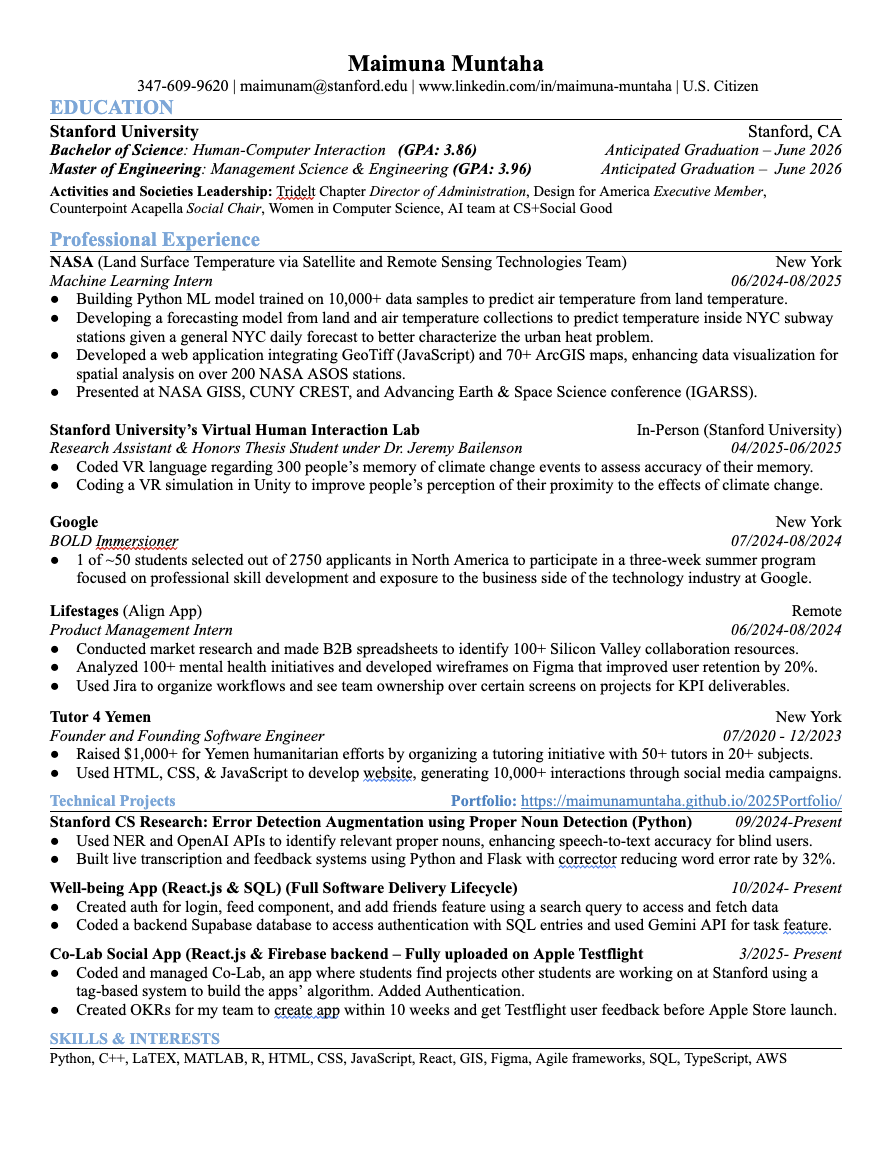 Maimuna Muntaha
347-609-9620 | maimunam@stanford.edu | www.linkedin.com/in/maimuna-muntaha | U.S. Citizen
EDUCATION
Stanford University Stanford, CA
Bachelor of Science: Human-Computer Interaction (GPA: 3.86) Anticipated Graduation – June 2026
Master of Engineering: Management Science & Engineering (GPA: 3.96) Anticipated Graduation – June 2026
Activities and Societies Leadership: Tridelt Chapter Director of Administration, Design for America Executive Member,
Counterpoint Acapella Social Chair, Women in Computer Science, AI team at CS+Social Good
Professional Experience
NASA (Land Surface Temperature via Satellite and Remote Sensing Technologies Team) New York
Machine Learning Intern 06/2024-08/2025
● Building Python ML model trained on 10,000+ data samples to predict air temperature from land temperature.
● Developing a forecasting model from land and air temperature collections to predict temperature inside NYC subway
stations given a general NYC daily forecast to better characterize the urban heat problem.
● Developed a web application integrating GeoTiff (JavaScript) and 70+ ArcGIS maps, enhancing data visualization for
spatial analysis on over 200 NASA ASOS stations.
● Presented at NASA GISS, CUNY CREST, and Advancing Earth & Space Science conference (IGARSS).
Stanford University's Virtual Human Interaction Lab In-Person (Stanford University)
Research Assistant & Honors Thesis Student under Dr. Jeremy Bailenson 04/2025-06/2025
● Coded VR language regarding 300 people's memory of climate change events to assess accuracy of their memory.
● Coding a VR simulation in Unity to improve people's perception of their proximity to the effects of climate change.
Google New York
BOLD Immersioner 07/2024-08/2024
● 1 of ~50 students selected out of 2750 applicants in North America to participate in a three-week summer program
focused on professional skill development and exposure to the business side of the technology industry at Google.
Lifestages (Align App) Remote
Product Management Intern 06/2024-08/2024
● Conducted market research and made B2B spreadsheets to identify 100+ Silicon Valley collaboration resources.
● Analyzed 100+ mental health initiatives and developed wireframes on Figma that improved user retention by 20%.
● Used Jira to organize workflows and see team ownership over certain screens on projects for KPI deliverables.
Tutor 4 Yemen New York
Founder and Founding Software Engineer 07/2020 - 12/2023
● Raised $1,000+ for Yemen humanitarian efforts by organizing a tutoring initiative with 50+ tutors in 20+ subjects.
● Used HTML, CSS, & JavaScript to develop website, generating 10,000+ interactions through social media campaigns.
Technical Projects Portfolio: https://maimunamuntaha.github.io/2025Portfolio/
Stanford CS Research: Error Detection Augmentation using Proper Noun Detection (Python) 09/2024-Present
● Used NER and OpenAI APIs to identify relevant proper nouns, enhancing speech-to-text accuracy for blind users.
● Built live transcription and feedback systems using Python and Flask with corrector reducing word error rate by 32%.
Well-being App (React.js & SQL) (Full Software Delivery Lifecycle) 10/2024- Present
● Created auth for login, feed component, and add friends feature using a search query to access and fetch data
● Coded a backend Supabase database to access authentication with SQL entries and used Gemini API for task feature.
Co-Lab Social App (React.js & Firebase backend – Fully uploaded on Apple Testflight 3/2025- Present
● Coded and managed Co-Lab, an app where students find projects other students are working on at Stanford using a
tag-based system to build the apps' algorithm. Added Authentication.
● Created OKRs for my team to create app within 10 weeks and get Testflight user feedback before Apple Store launch.
SKILLS & INTERESTS
Python, C++, LaTEX, MATLAB, R, HTML, CSS, JavaScript, React, GIS, Figma, Agile frameworks, SQL, TypeScript, AWS